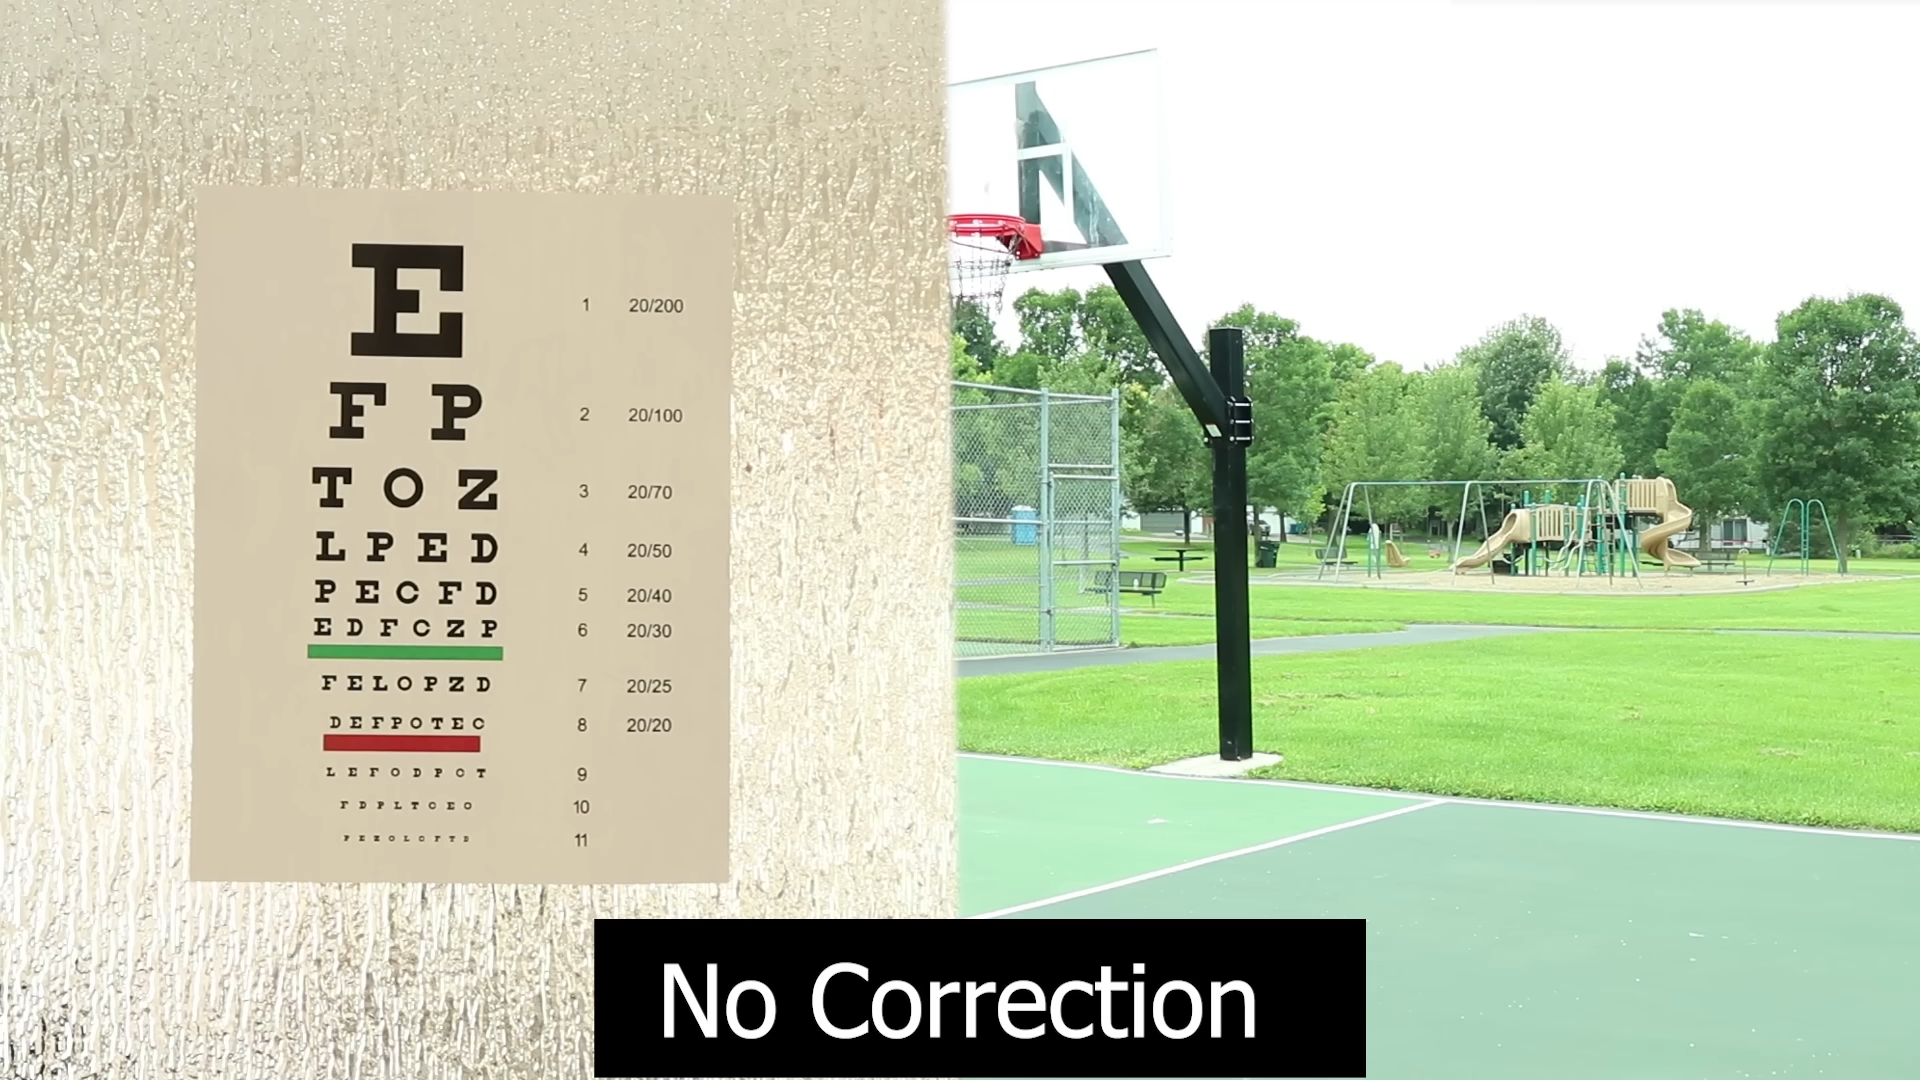 E 1 20/200
F P 2 20/100
T O Z 3 20/70
L P E D 4 20/50
P E C F D 5 20/40
E D F C Z P 6 20/30
F E L O P Z D 7 20/25
D E F P O T E C 8 20/20
L E F O D P C T 9
F D P L T C E O 10
P E Z O L C F T D 11
No Correction